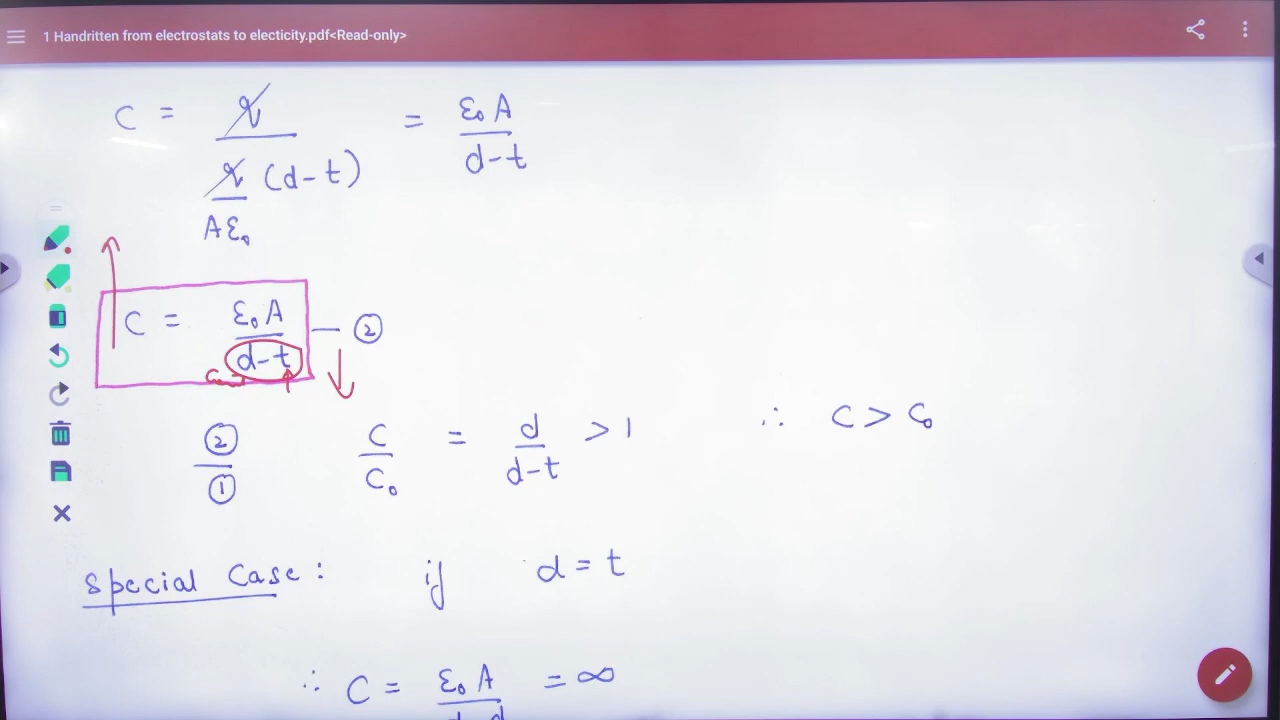 1 Handritten from electrostats to electicity.pdf<Read-only>
C = q / (q/Aε₀ (d-t)) = ε₀A / (d-t)
C = ε₀A / (d-t) — ②
②/① C/C₀ = d/(d-t) > 1 ∴ C > C₀
Special Case : if d = t
∴ C = ε₀A / (d-d) = ∞